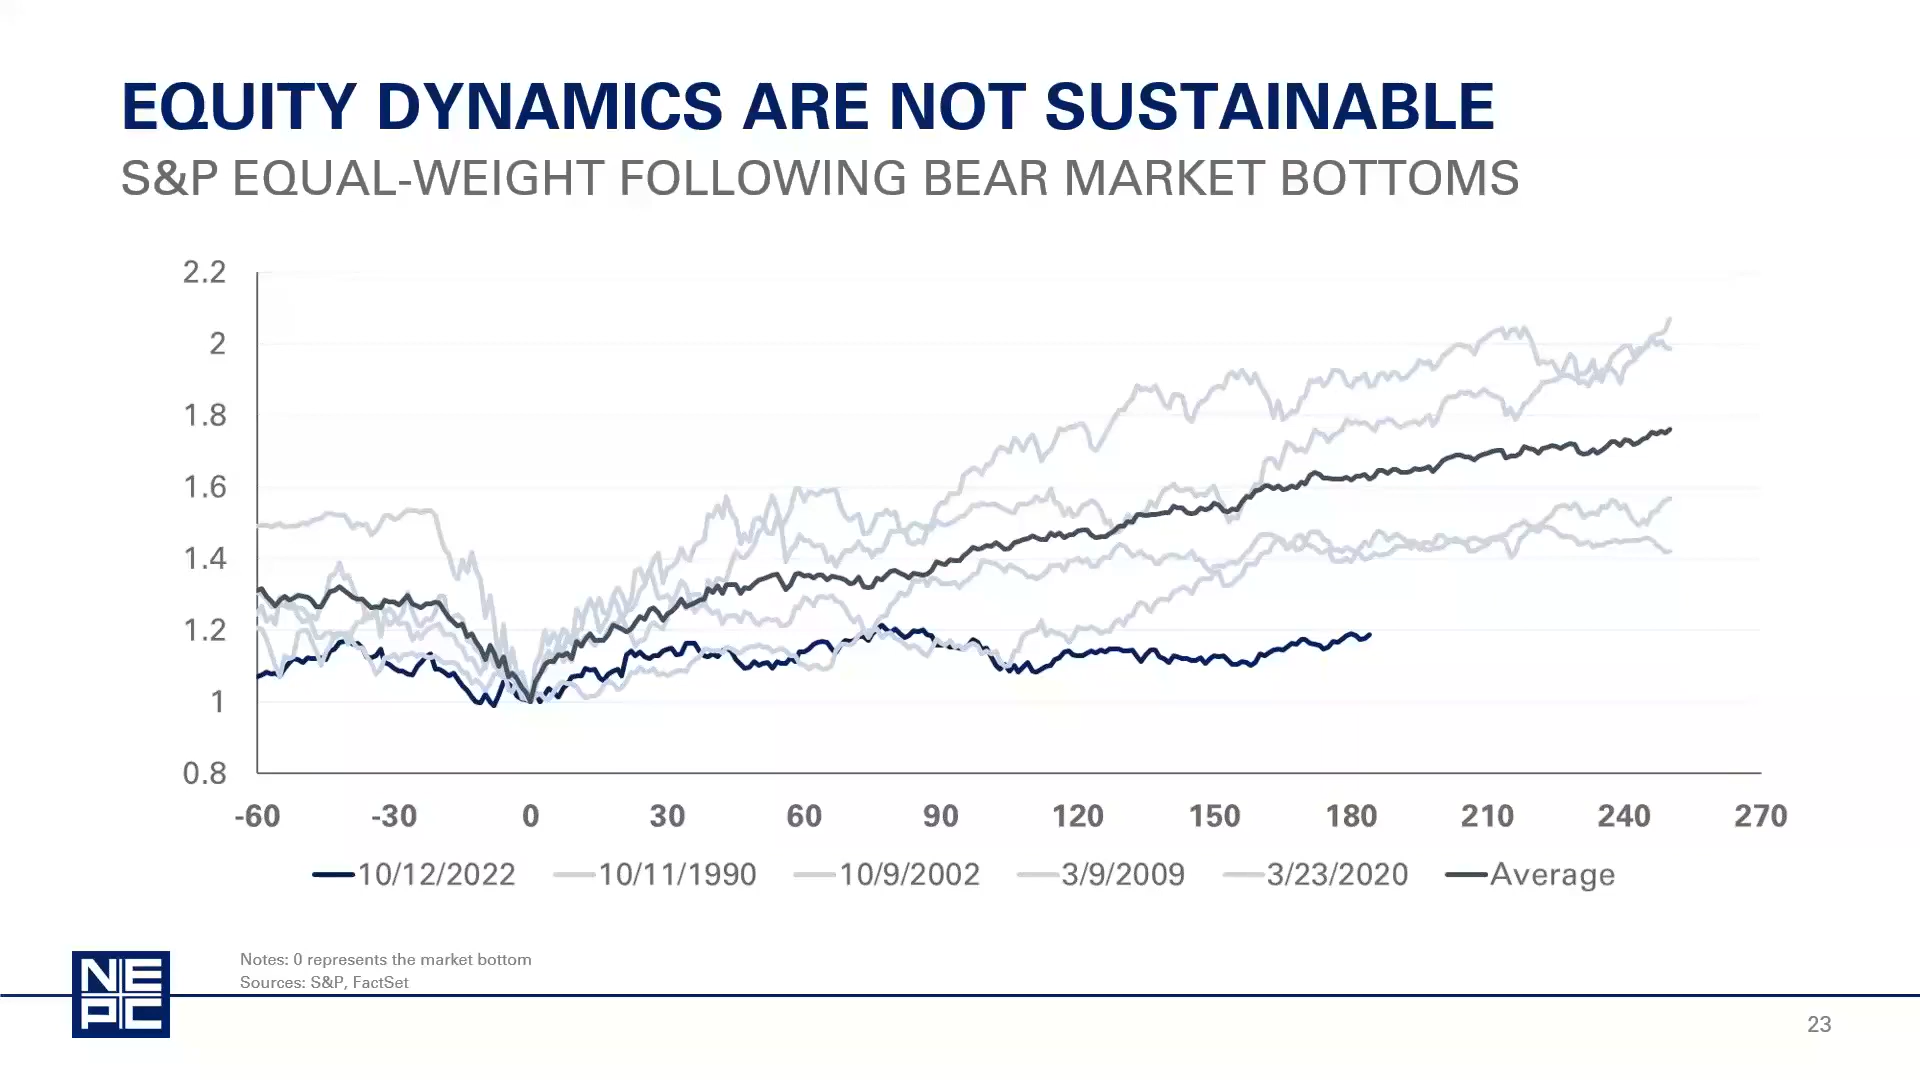 EQUITY DYNAMICS ARE NOT SUSTAINABLE
S&P EQUAL-WEIGHT FOLLOWING BEAR MARKET BOTTOMS
2.2
2
1.8
1.6
1.4
1.2
1
0.8
-60 -30 0 30 60 90 120 150 180 210 240 270
10/12/2022 10/11/1990 10/9/2002 3/9/2009 3/23/2020 Average
Notes: 0 represents the market bottom
Sources: S&P, FactSet
NE
PC
23